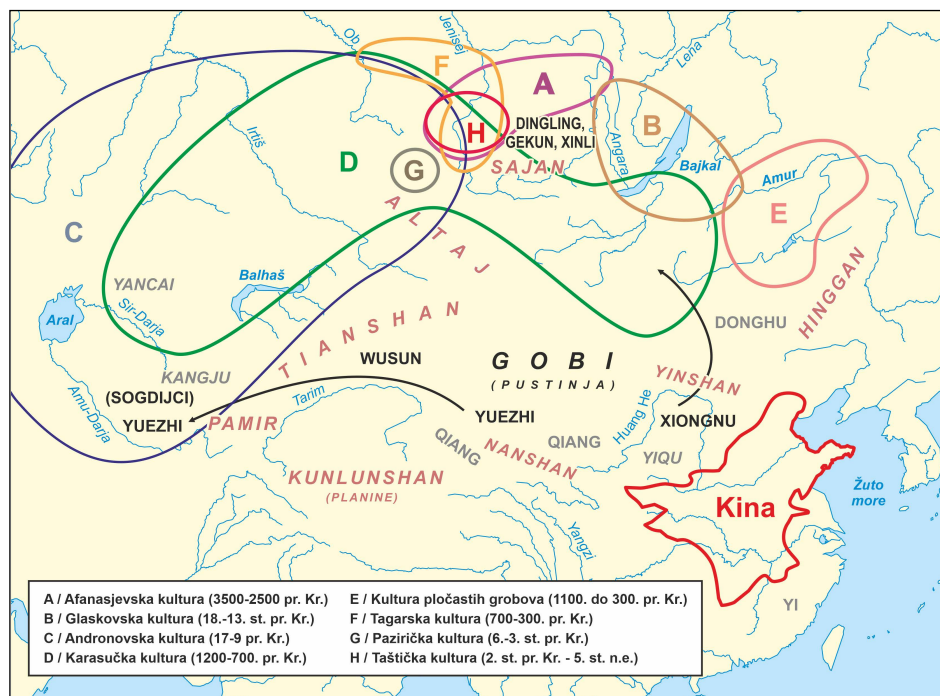 Ob
Jenisej
Lena
F
A
B
H
DINGLING,
GEKUN, XINLI
SAJAN
Angara
Bajkal
Amur
E
Irtiš
D
G
C
ALTAJ
HINGGAN
YANCAI
Balhaš
Aral
Sir-Darja
DONGHU
TIANSHAN
WUSUN
GOBI
(PUSTINJA)
YINSHAN
KANGJU
(SOGDIJCI)
YUEZHI
Amu-Darja
PAMIR
Tarim
YUEZHI
QIANG
NANSHAN
QIANG
Huang He
XIONGNU
YIQU
KUNLUNSHAN
(PLANINE)
Kina
Žuto
more
Yangzi
YI
A / Afanasjevska kultura (3500-2500 pr. Kr.)
B / Glaskovska kultura (18.-13. st. pr. Kr.)
C / Andronovska kultura (17-9 pr. Kr.)
D / Karasučka kultura (1200-700. pr. Kr.)
E / Kultura pločastih grobova (1100. do 300. pr. Kr.)
F / Tagarska kultura (700-300. pr. Kr.)
G / Pazirička kultura (6.-3. st. pr. Kr.)
H / Taštička kultura (2. st. pr. Kr. - 5. st n.e.)